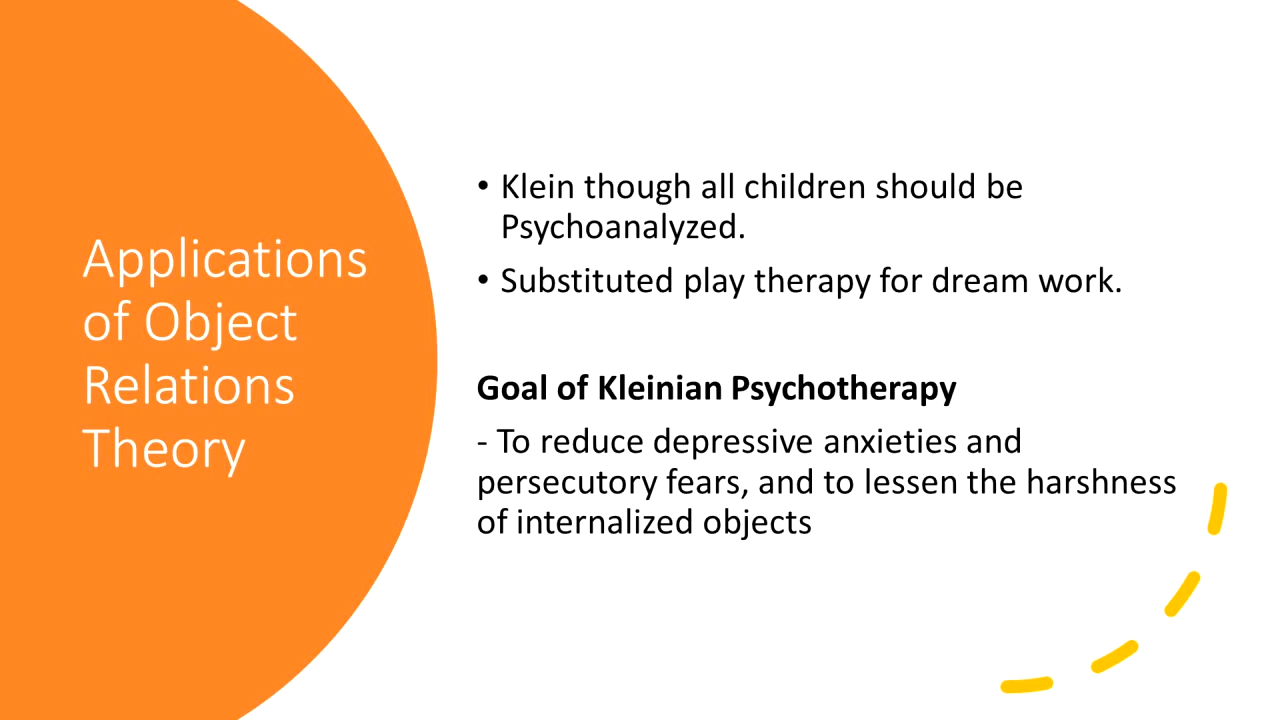 Applications
of Object
Relations
Theory
• Klein though all children should be
Psychoanalyzed.
• Substituted play therapy for dream work.
Goal of Kleinian Psychotherapy
- To reduce depressive anxieties and
persecutory fears, and to lessen the harshness
of internalized objects